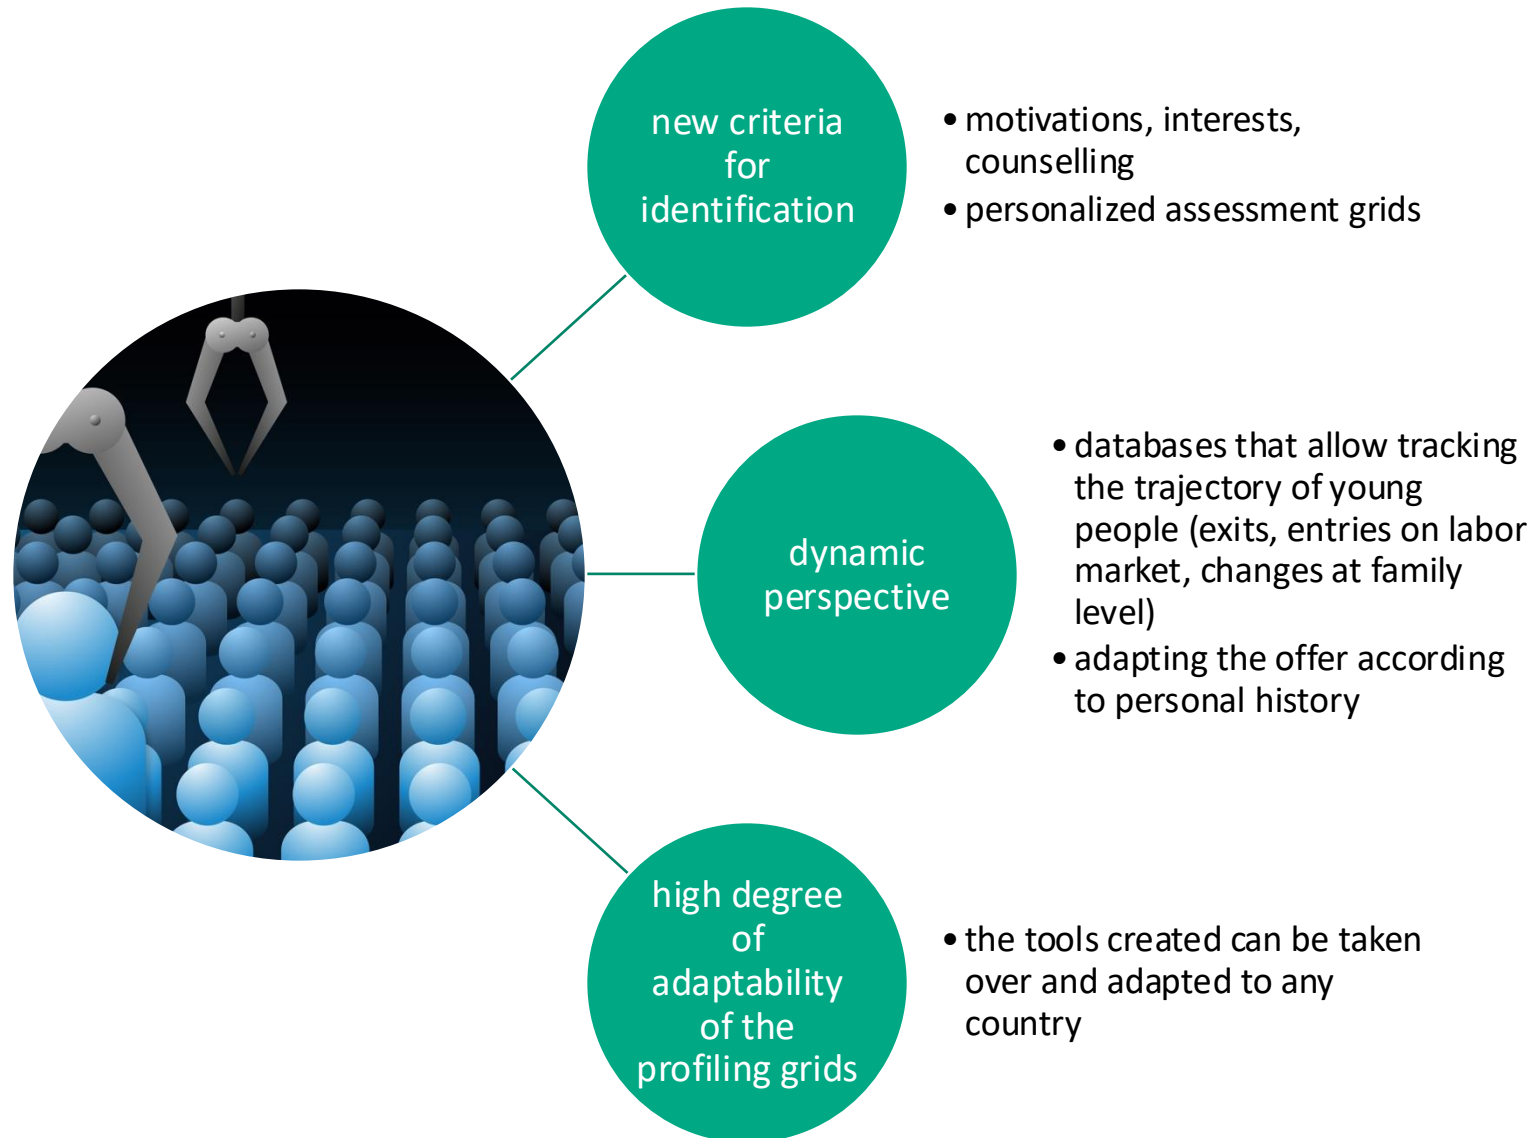 new criteria
for
identification
• motivations, interests,
counselling
• personalized assessment grids
dynamic
perspective
• databases that allow tracking
the trajectory of young
people (exits, entries on labor
market, changes at family
level)
• adapting the offer according
to personal history
high degree
of
adaptability
of the
profiling grids
• the tools created can be taken
over and adapted to any
country